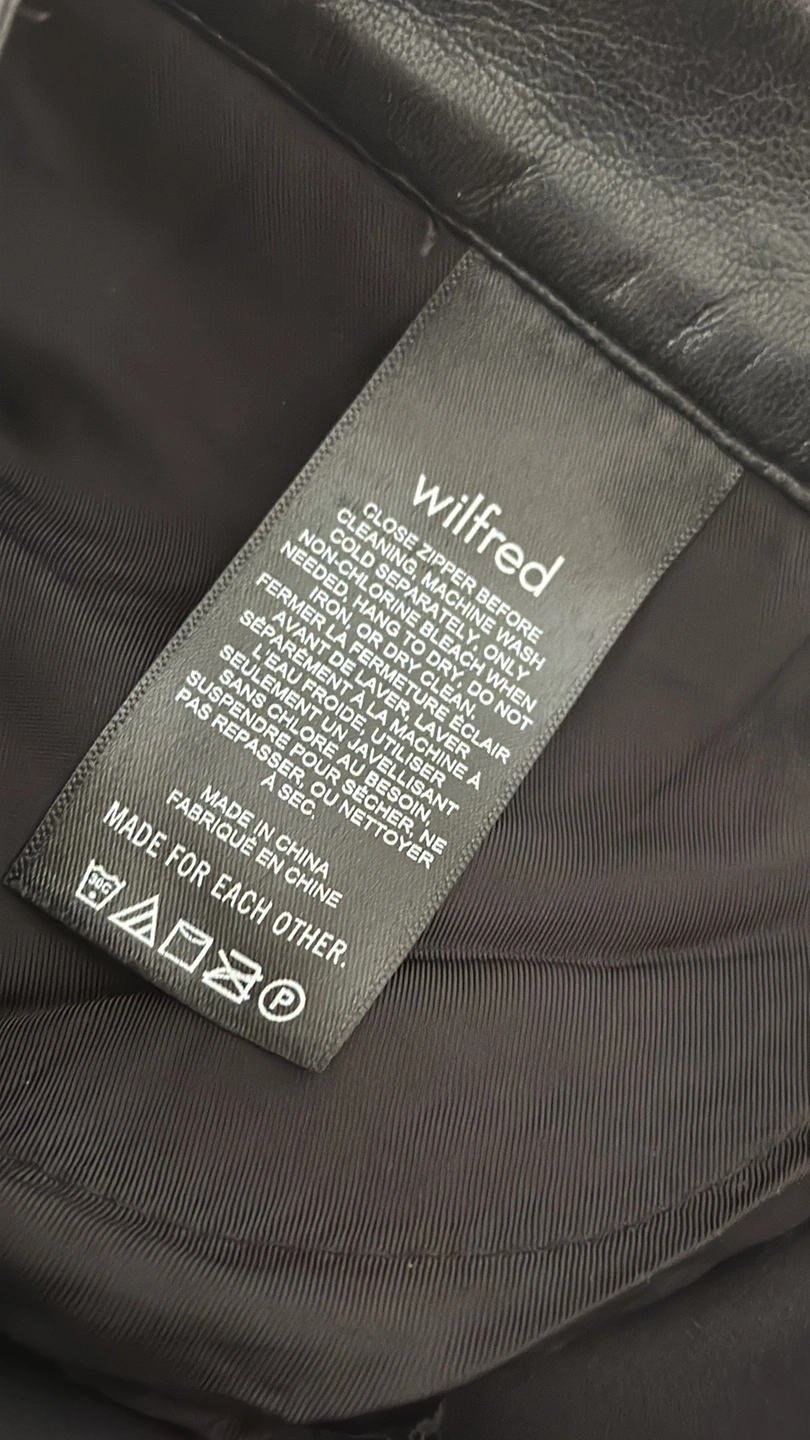 wilfred
CLOSE ZIPPER BEFORE
CLEANING, MACHINE WASH
COLD SEPARATELY, ONLY
NON-CHLORINE BLEACH WHEN
NEEDED, HANG TO DRY, DO NOT
IRON, OR DRY CLEAN.
FERMER LA FERMETURE ÉCLAIR
AVANT DE LAVER, LAVER
SÉPARÉMENT À LA MACHINE À
L'EAU FROIDE, UTILISER
SEULEMENT UN JAVELLISANT
SANS CHLORE AU BESOIN,
SUSPENDRE POUR SÉCHER, NE
PAS REPASSER, OU NETTOYER
À SEC.
MADE IN CHINA
FABRIQUÉ EN CHINE
MADE FOR EACH OTHER.
30C
P